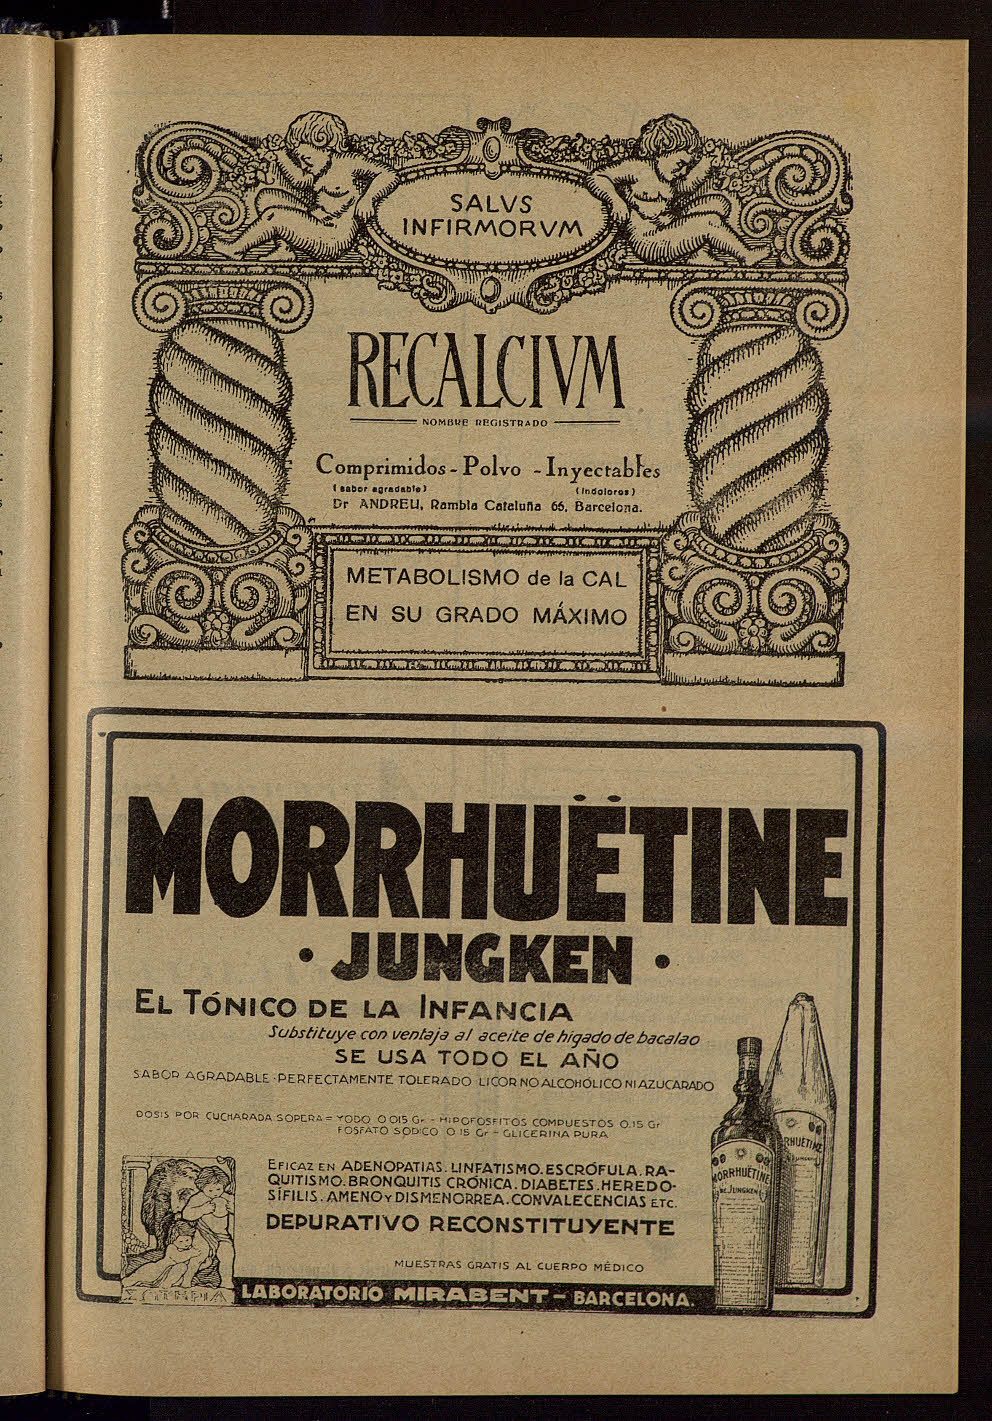 SALVS
INFIRMORVM
RECALCIVM
NOMBRE REGISTRADO
Comprimidos - Polvo - Inyectables
(sabor agradable) (indoloros)
Dr ANDREU, Rambla Cataluña 66. Barcelona.
METABOLISMO de la CAL
EN SU GRADO MÁXIMO
MORRHUËTINE
· JUNGKEN ·
EL TÓNICO DE LA INFANCIA
Substituye con ventaja al aceite de hígado de bacalao
SE USA TODO EL AÑO
SABOR AGRADABLE · PERFECTAMENTE TOLERADO · LICOR NO ALCOHÓLICO NI AZUCARADO
DOSIS POR CUCHARADA SOPERA = YODO 0 015 Gr - HIPOFOSFITOS COMPUESTOS 0.15 Gr
FOSFATO SODICO 0 15 Gr - GLICERINA PURA
EFICAZ EN ADENOPATIAS. LINFATISMO. ESCRÓFULA. RA-
QUITISMO. BRONQUITIS CRÓNICA. DIABETES. HEREDO-
SÍFILIS. AMENO Y DISMENORREA. CONVALECENCIAS ETC.
DEPURATIVO RECONSTITUYENTE
MUESTRAS GRATIS AL CUERPO MÉDICO
LABORATORIO MIRABENT - BARCELONA.
MORRHUËTINE
DE JUNGKEN
RHUËTINE